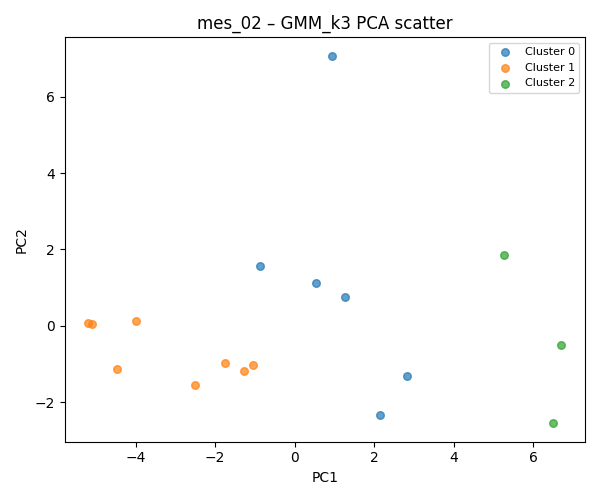 mes_02 – GMM_k3 PCA scatter
Cluster 0
Cluster 1
Cluster 2
6
4
2
0
−2
PC2
−4
−2
0
2
4
6
PC1